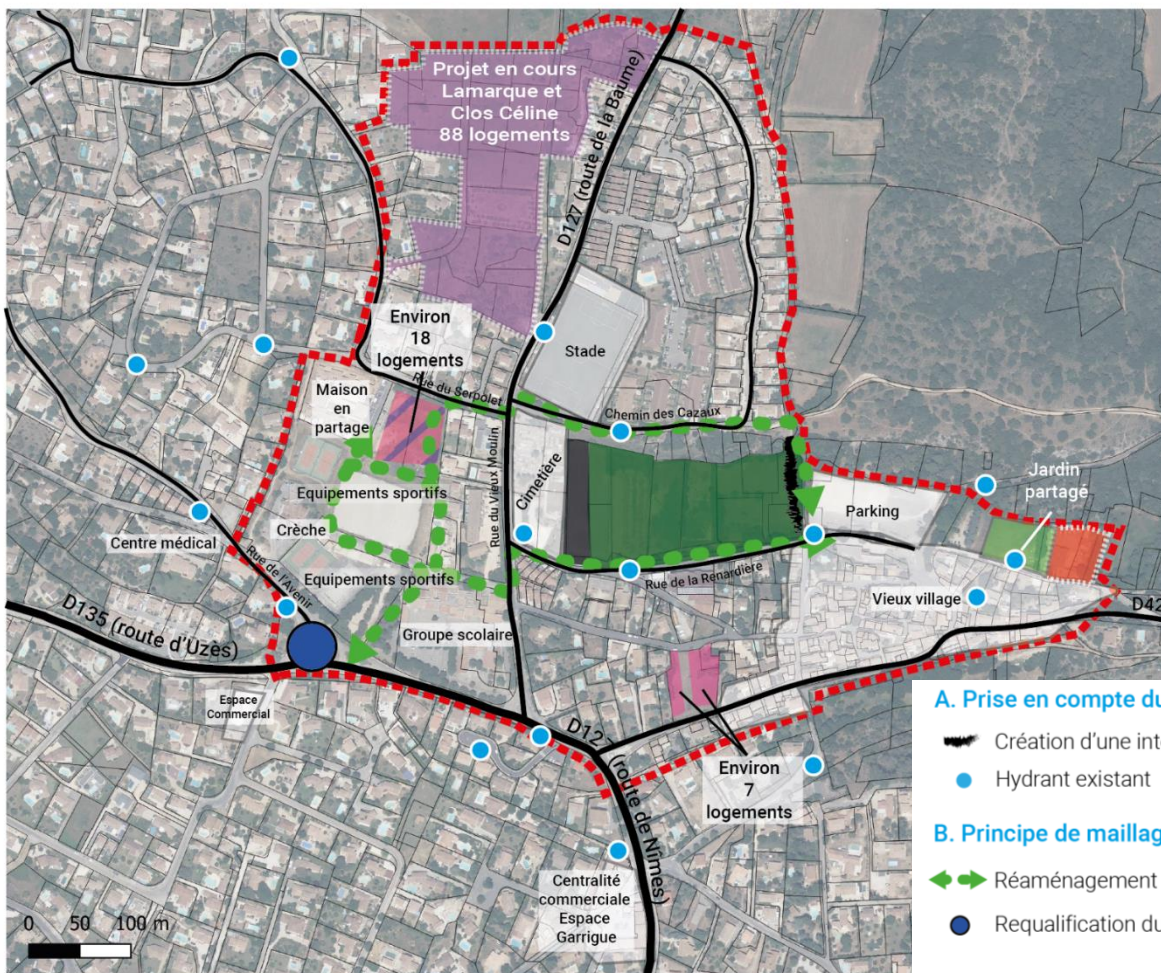 Projet en cours
Lamarque et
Clos Céline
88 logements
D127 (route de la Baume)
Environ
18
logements
Stade
Rue du Serpolet
Chemin des Cazaux
Maison
en
partage
Rue du Vieux Moulin
Cimetière
Jardin
partagé
Equipements sportifs
Parking
Crèche
Centre médical
Rue de l'Avenir
Equipements sportifs
Rue de la Renardière
Vieux village
D42
D135 (route d'Uzès)
Groupe scolaire
Espace
Commercial
D127 (route de Nîmes)
Environ
7
logements
Centralité
commerciale
Espace
Garrigue
0 50 100 m
A. Prise en compte du
Création d'une int
Hydrant existant
B. Principe de maillag
Réaménagement
Requalification du